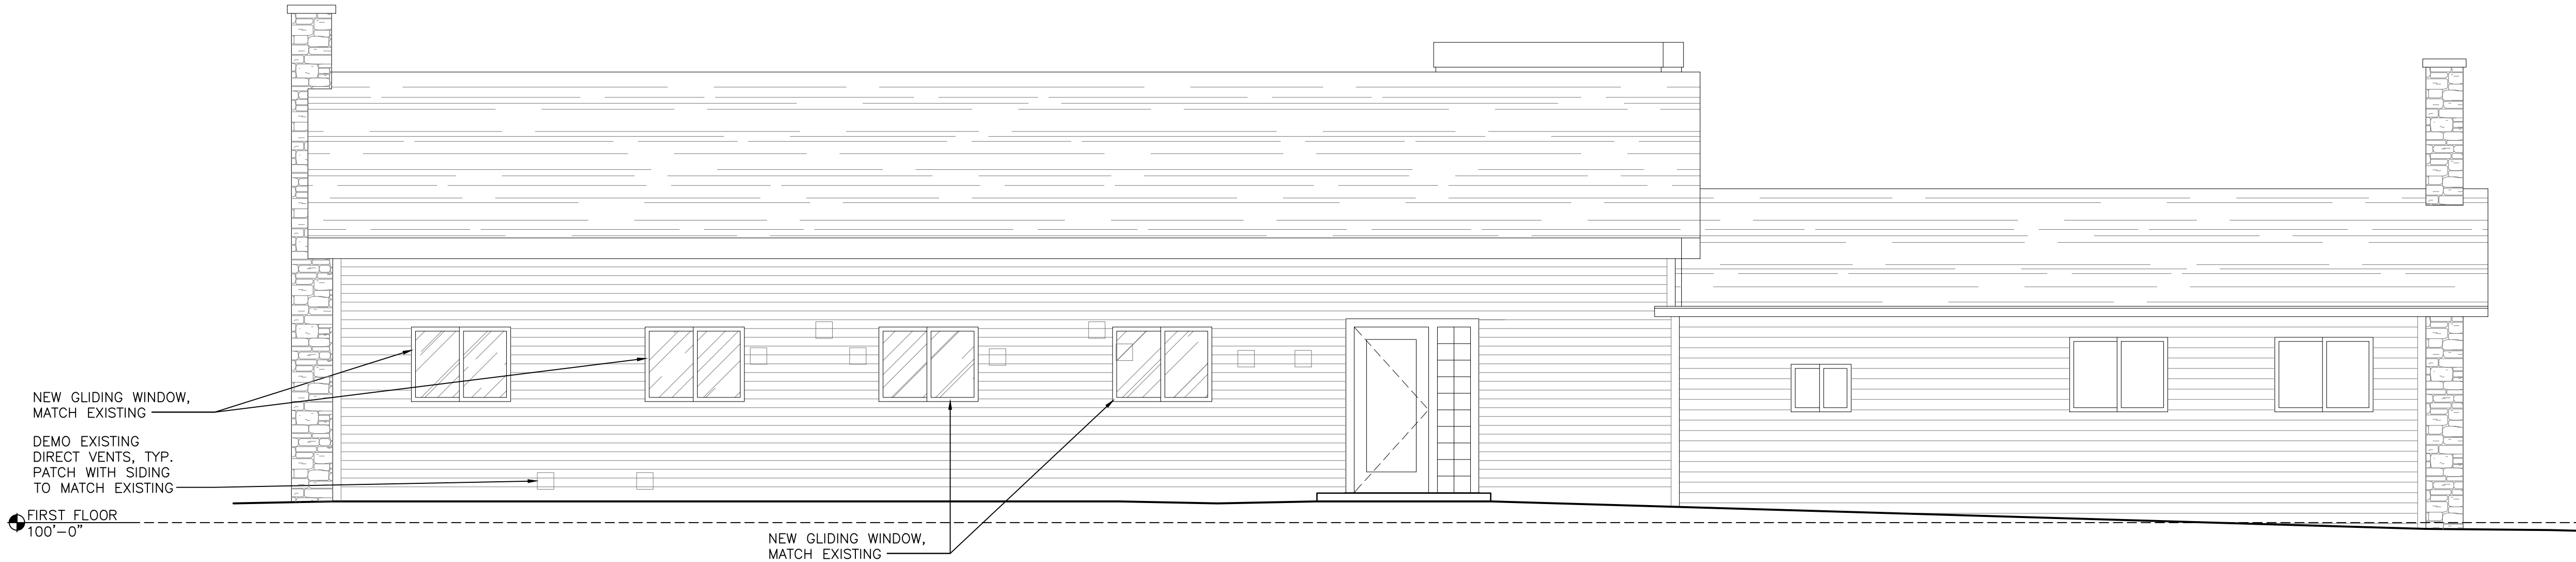 NEW GLIDING WINDOW,
MATCH EXISTING
DEMO EXISTING
DIRECT VENTS, TYP.
PATCH WITH SIDING
TO MATCH EXISTING
FIRST FLOOR
100'-0"
NEW GLIDING WINDOW,
MATCH EXISTING